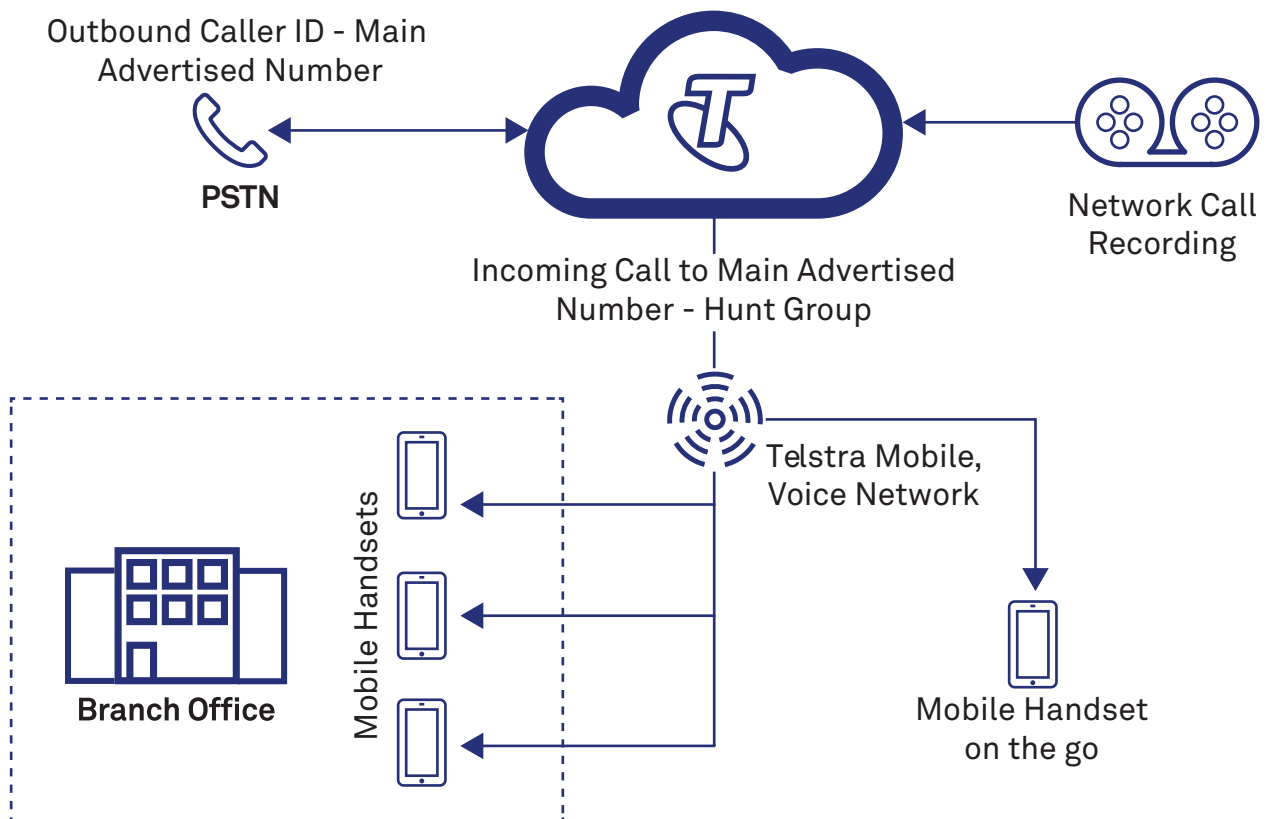 Outbound Caller ID - Main
Advertised Number
PSTN
T
Network Call
Recording
Incoming Call to Main Advertised
Number - Hunt Group
Telstra Mobile,
Voice Network
Mobile Handsets
Branch Office
Mobile Handset
on the go